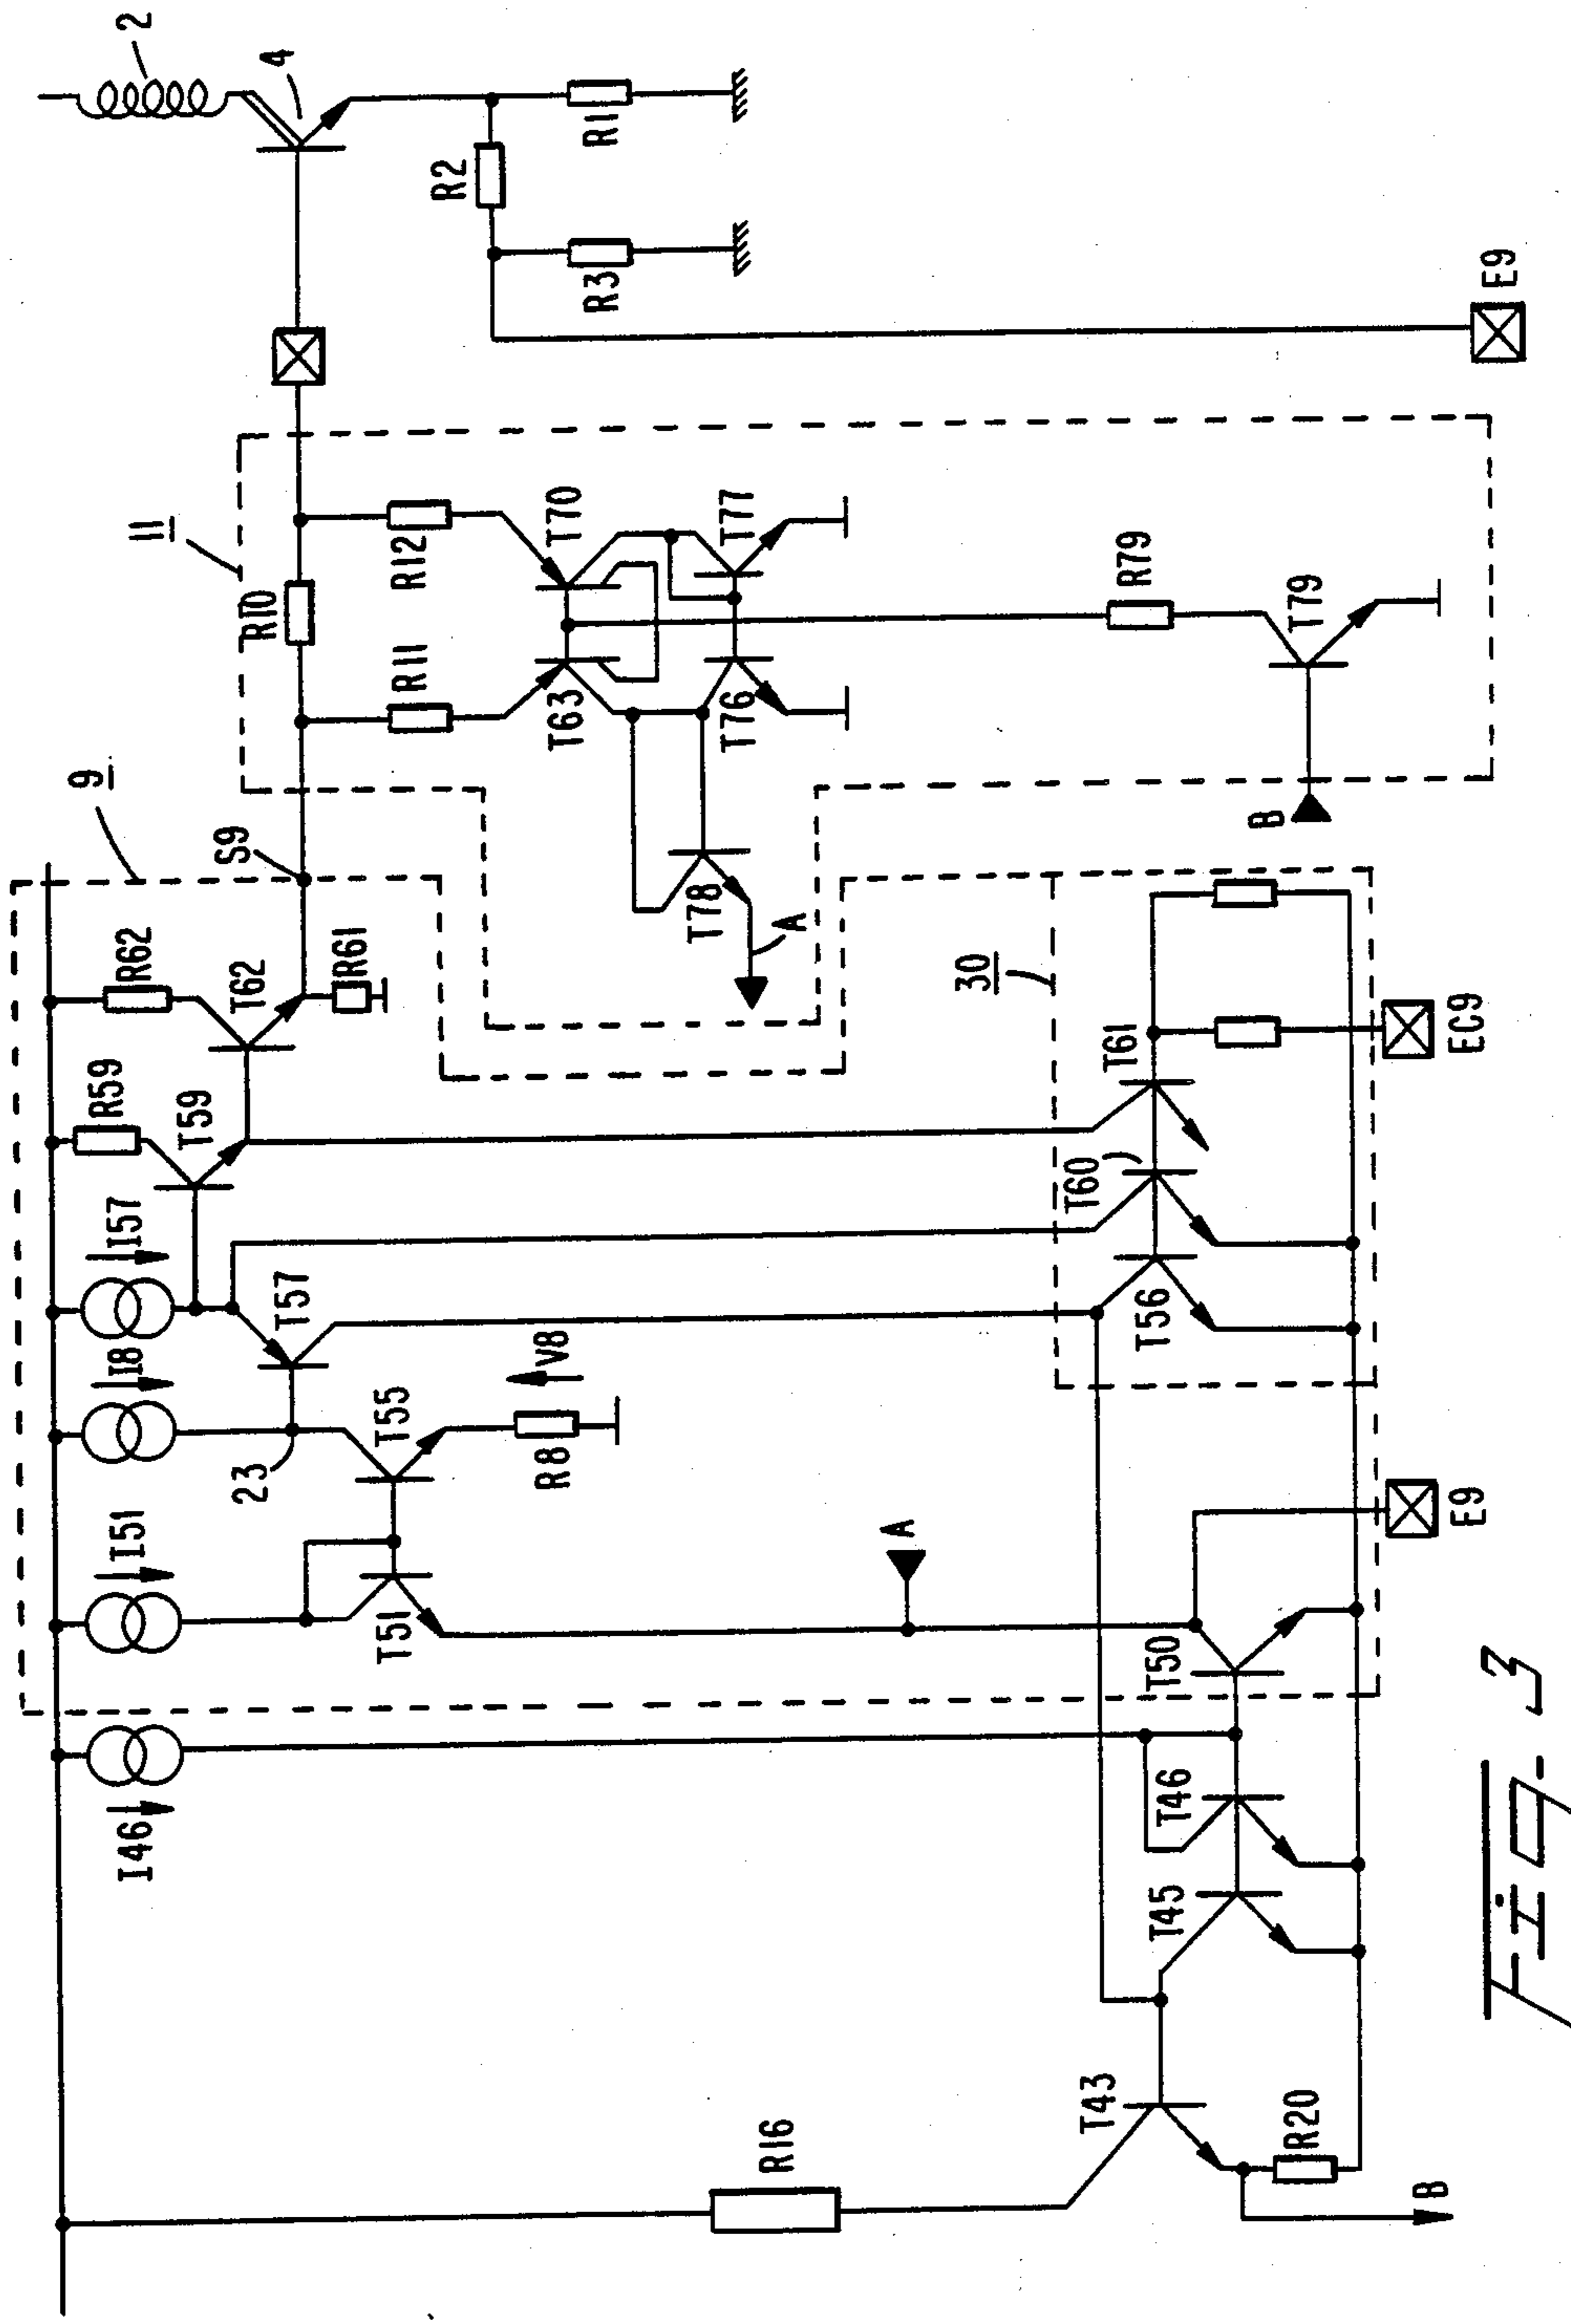 2
4
R1
R2
R3
E9
11
R10
R12
R11
T70
T63
T77
T76
T78
A
R79
T79
B
9
S9
R62
T62
R61
R59
T59
I57
T57
I8
23
T55
V8
R8
I51
T51
A
30
T61
T60
T56
EC9
E9
T50
I46
T46
T45
T43
R16
R20
B
FIG. 3